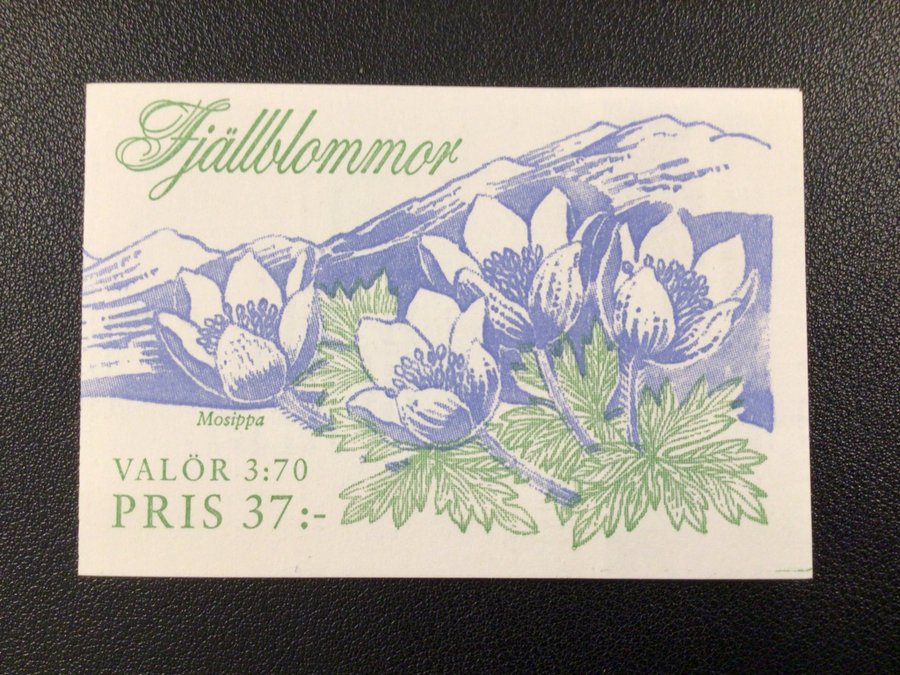 Fjällblommor
Mosippa
VALÖR 3:70
PRIS 37:-